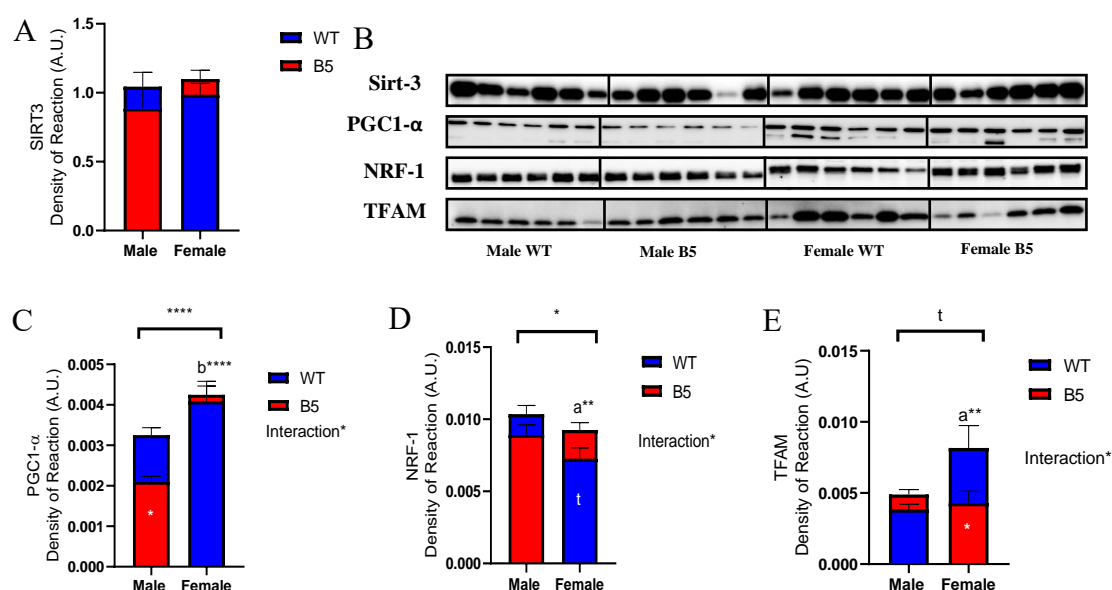 A
SIRT3
Density of Reaction (A.U.)
1.5
1.0
0.5
0.0
Male Female
WT
B5
B
Sirt-3
PGC1-α
NRF-1
TFAM
Male WT Male B5 Female WT Female B5
C
****
PGC1-α
Density of Reaction (A.U.)
0.005
0.004
0.003
0.002
0.001
0.000
b****
*
Male Female
WT
B5
Interaction*
D
*
NRF-1
Density of Reaction (A.U.)
0.015
0.010
0.005
0.000
a**
t
Male Female
WT
B5
Interaction*
E
t
TFAM
Density of Reaction (A.U)
0.015
0.010
0.005
0.000
a**
*
Male Female
WT
B5
Interaction*